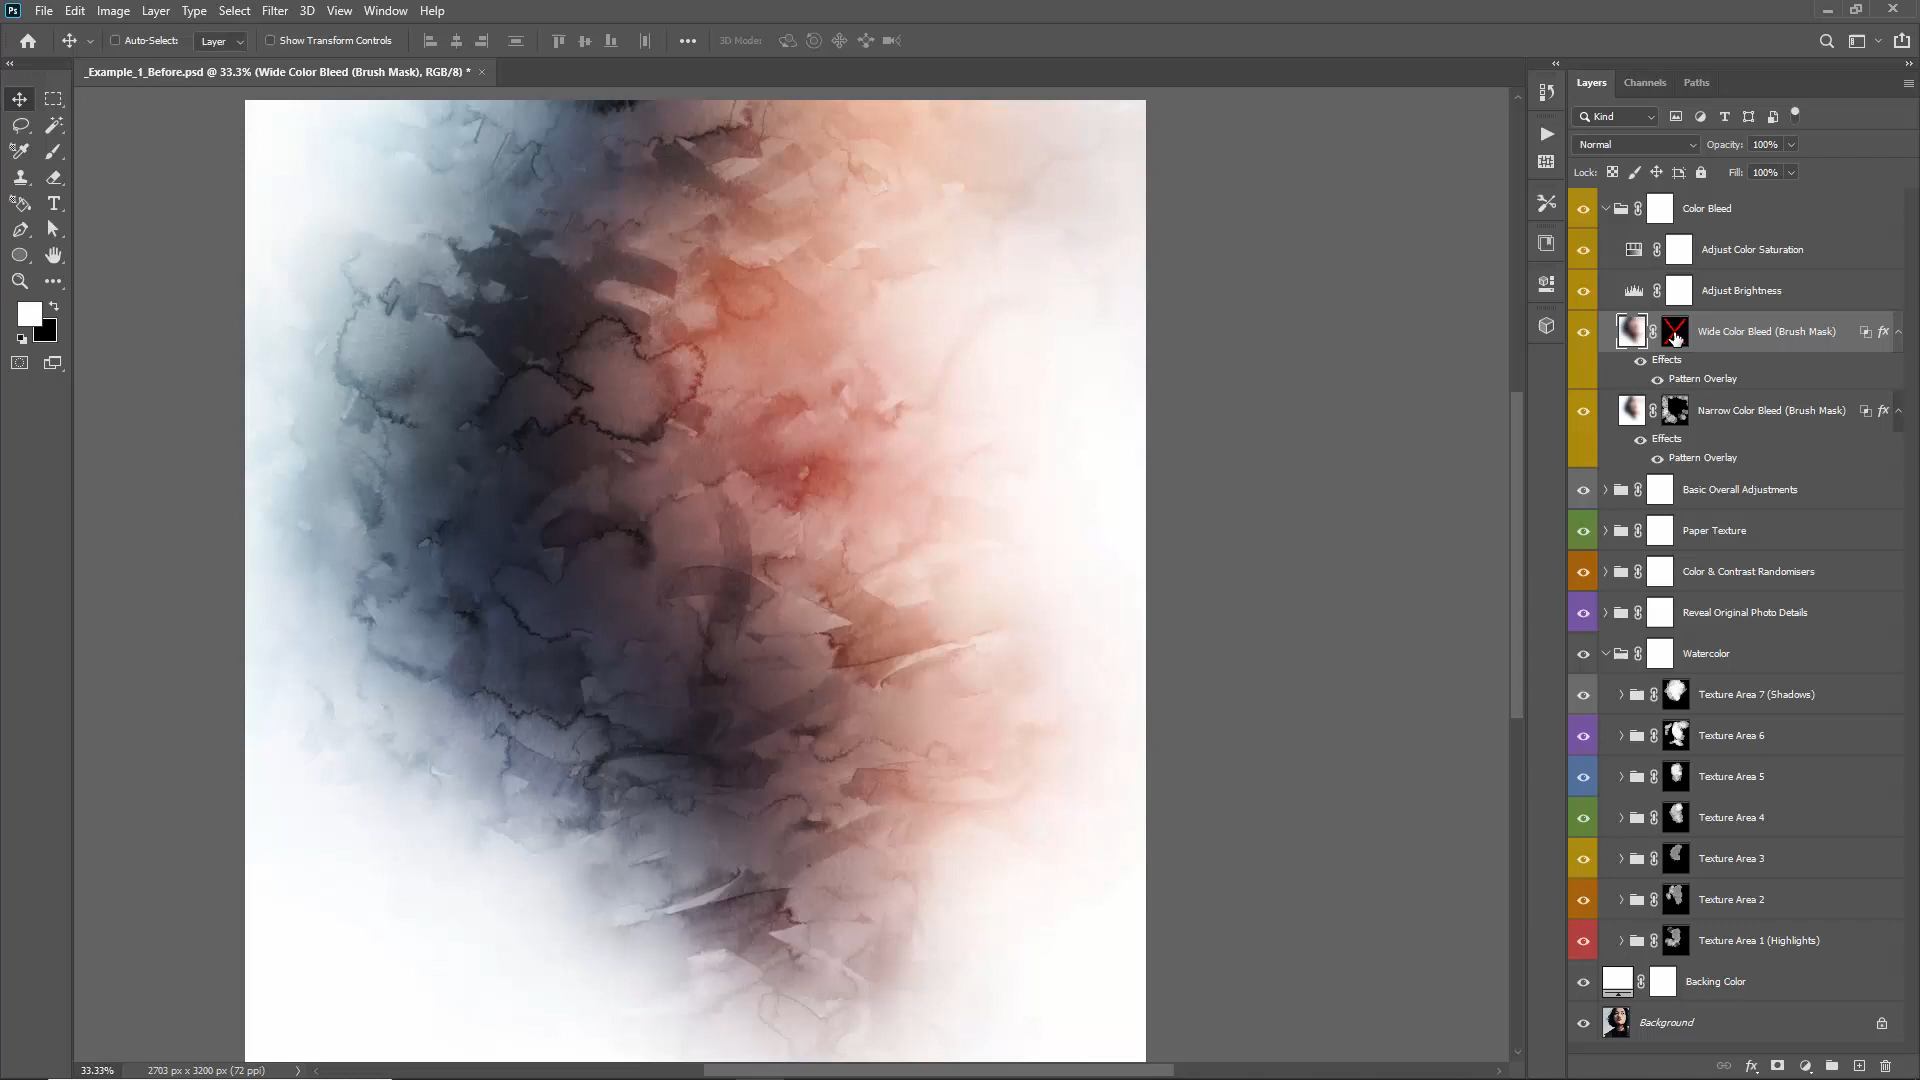 Ps File Edit Image Layer Type Select Filter 3D View Window Help
Auto-Select: Layer Show Transform Controls 3D Mode:
_Example_1_Before.psd @ 33.3% (Wide Color Bleed (Brush Mask), RGB/8) *
Layers Channels Paths
Kind
Normal Opacity: 100%
Lock: Fill: 100%
Color Bleed
Adjust Color Saturation
Adjust Brightness
Wide Color Bleed (Brush Mask) fx
Effects
Pattern Overlay
Narrow Color Bleed (Brush Mask) fx
Effects
Pattern Overlay
Basic Overall Adjustments
Paper Texture
Color & Contrast Randomisers
Reveal Original Photo Details
Watercolor
Texture Area 7 (Shadows)
Texture Area 6
Texture Area 5
Texture Area 4
Texture Area 3
Texture Area 2
Texture Area 1 (Highlights)
Backing Color
Background
33.33% 2703 px x 3200 px (72 ppi)
fx